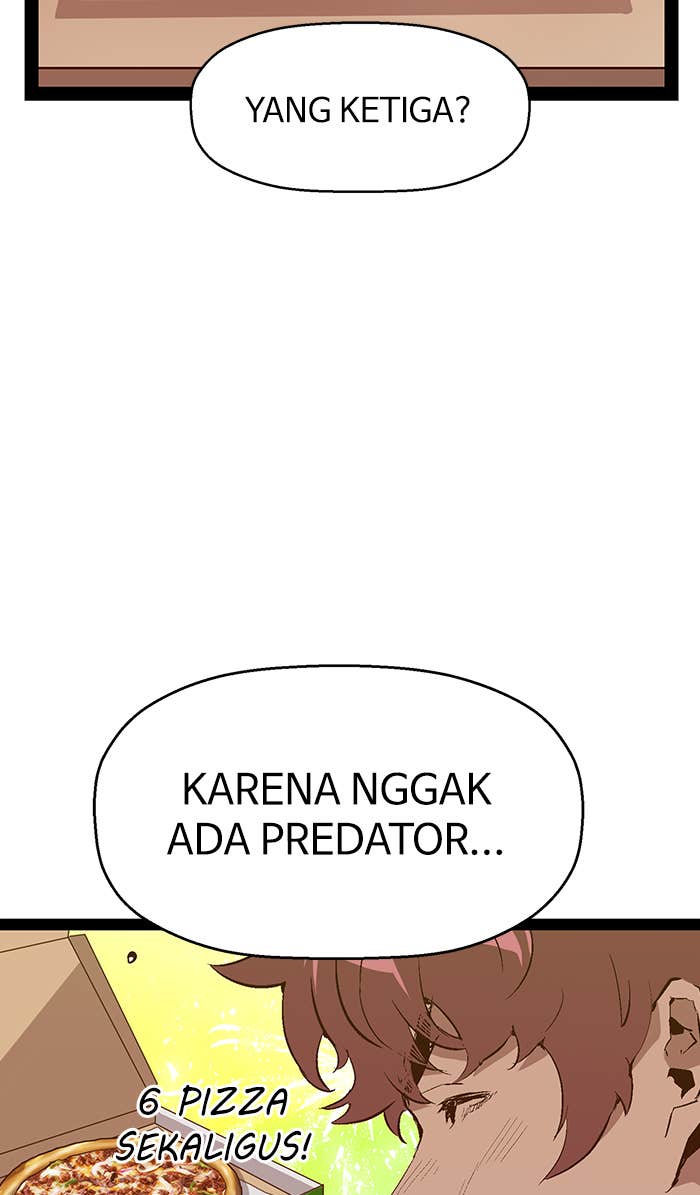 YANG KETIGA?
KARENA NGGAK
ADA PREDATOR...
6 PIZZA
SEKALIGUS!